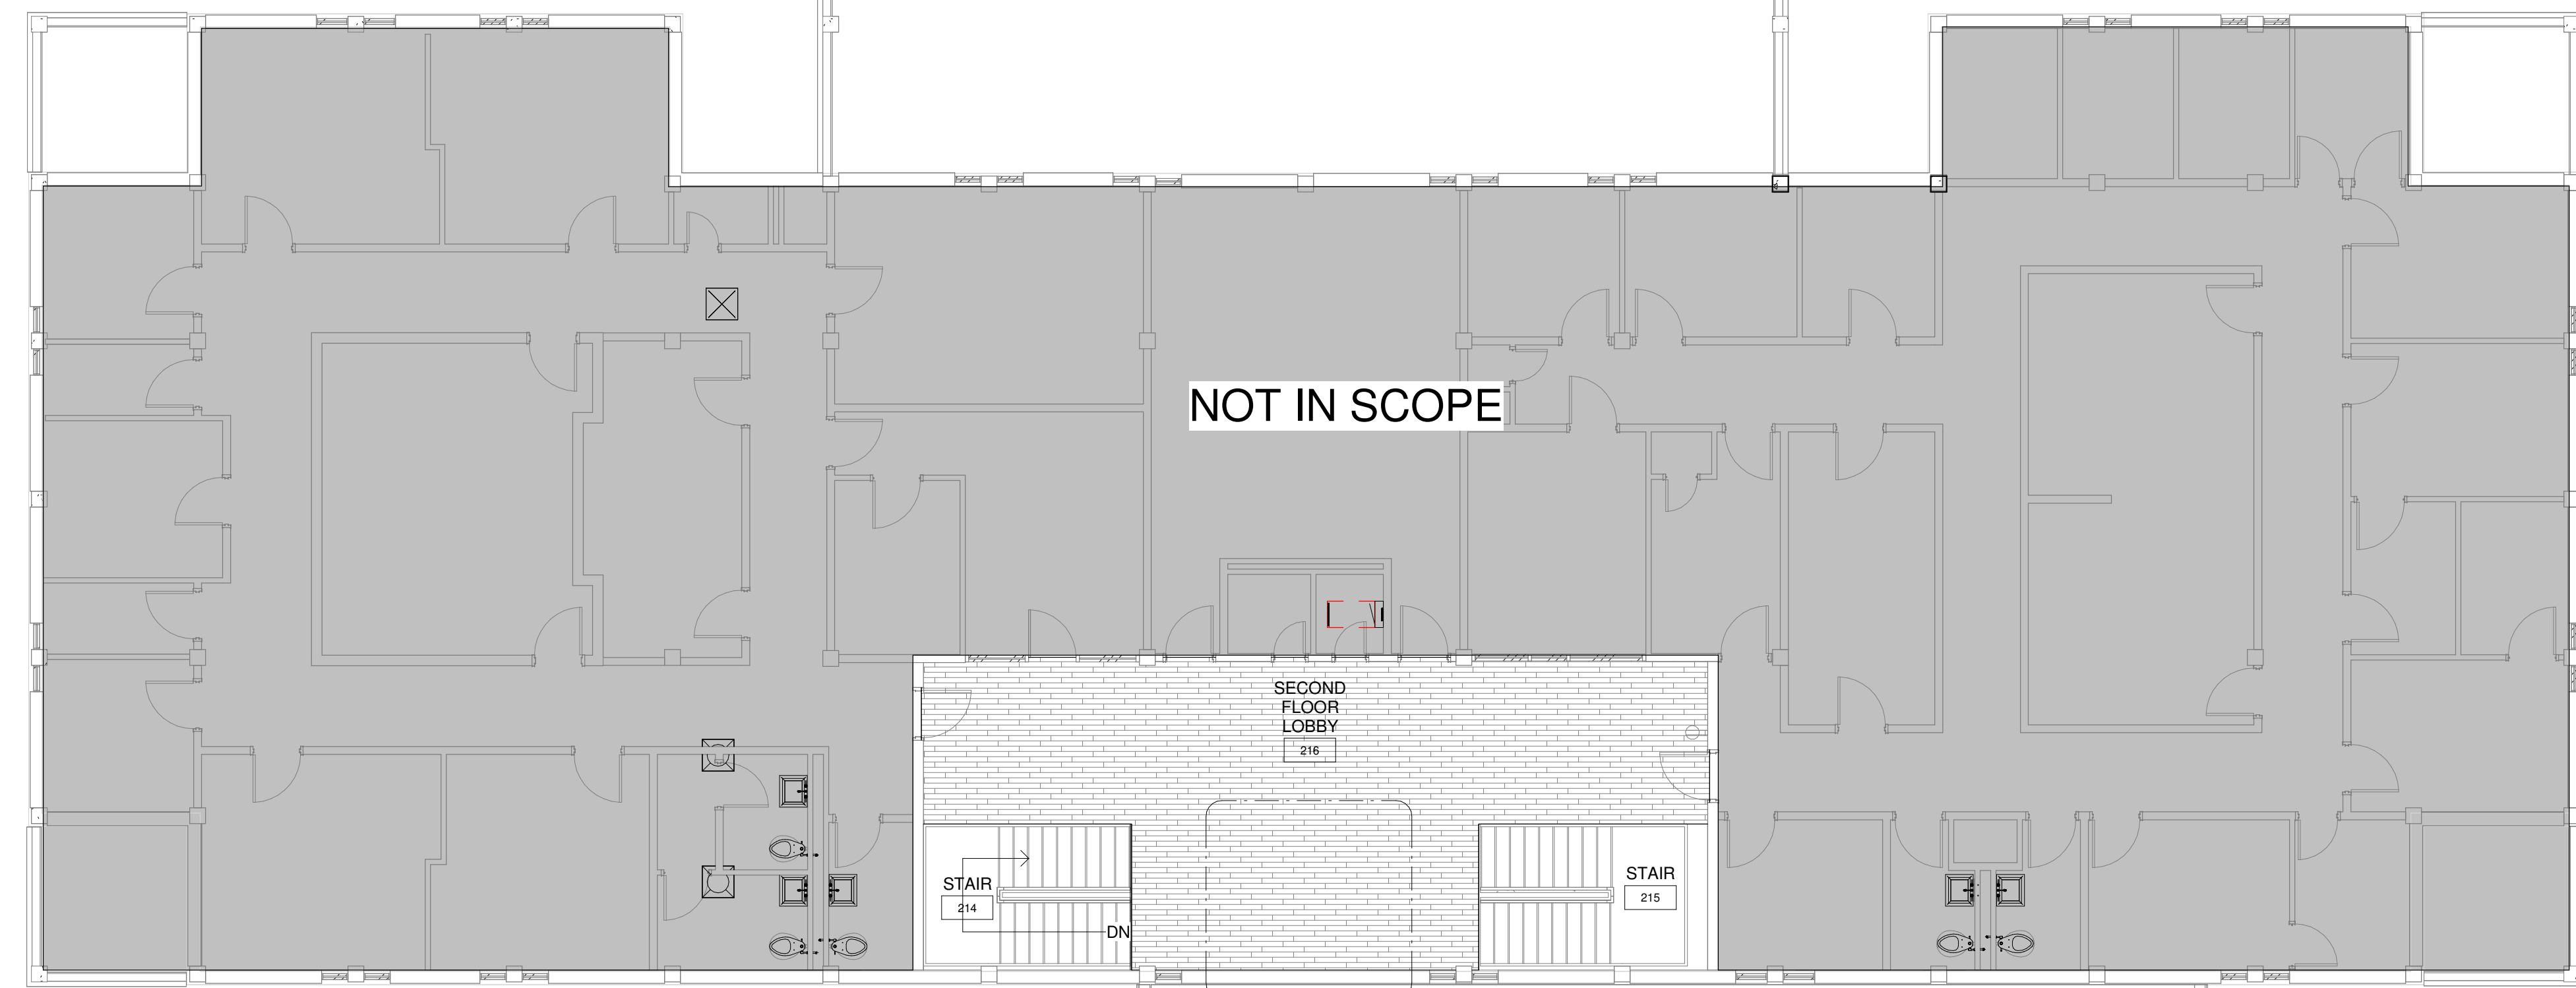 NOT IN SCOPE
SECOND
FLOOR
LOBBY
216
STAIR
214
DN
STAIR
215